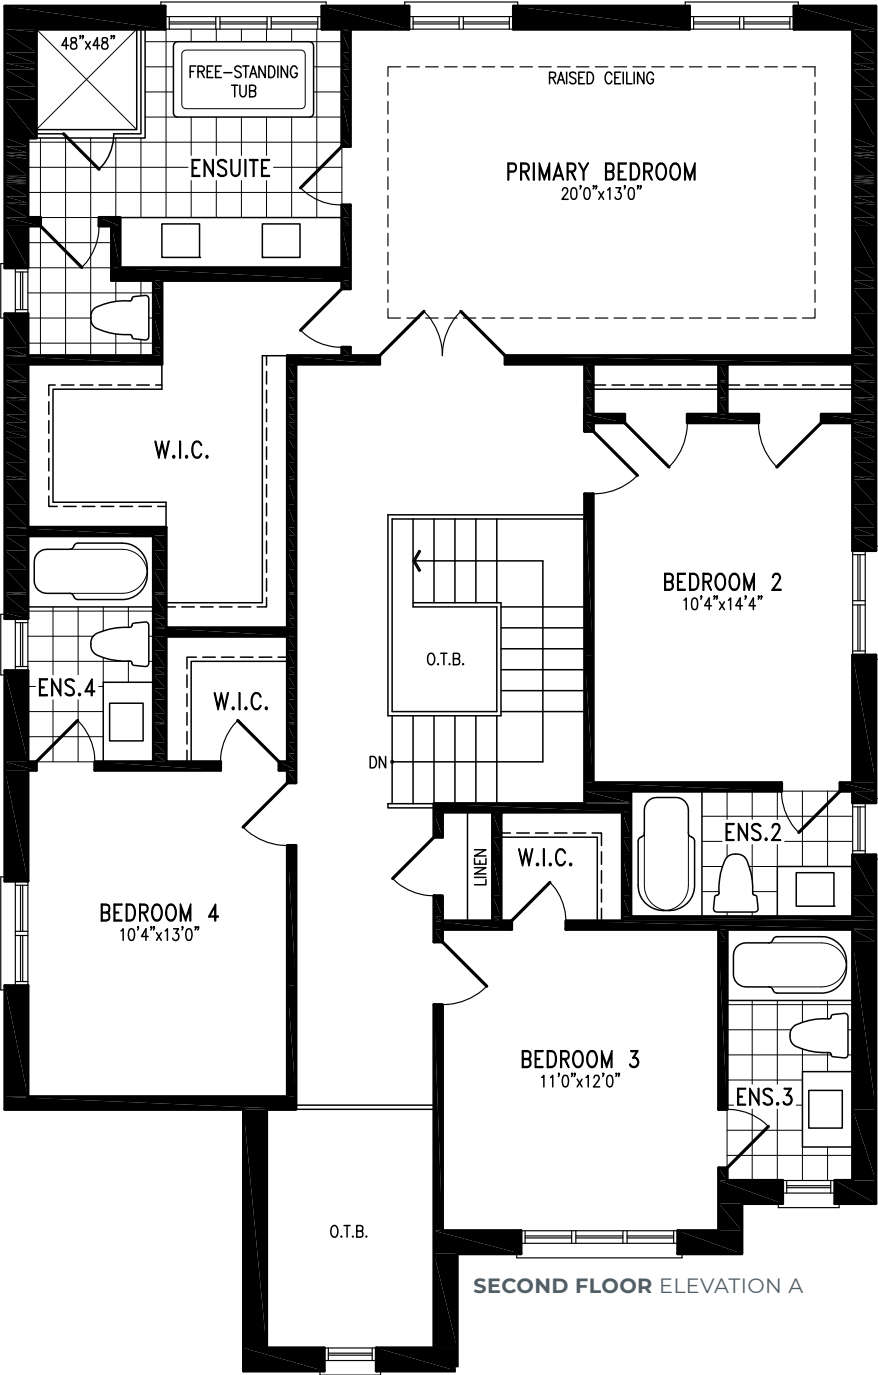 48"x48"
FREE-STANDING
TUB
RAISED CEILING
ENSUITE
PRIMARY BEDROOM
20'0"x13'0"
W.I.C.
BEDROOM 2
10'4"x14'4"
O.T.B.
ENS.4
W.I.C.
DN
ENS.2
W.I.C.
LINEN
BEDROOM 4
10'4"x13'0"
BEDROOM 3
11'0"x12'0"
ENS.3
O.T.B.
SECOND FLOOR ELEVATION A